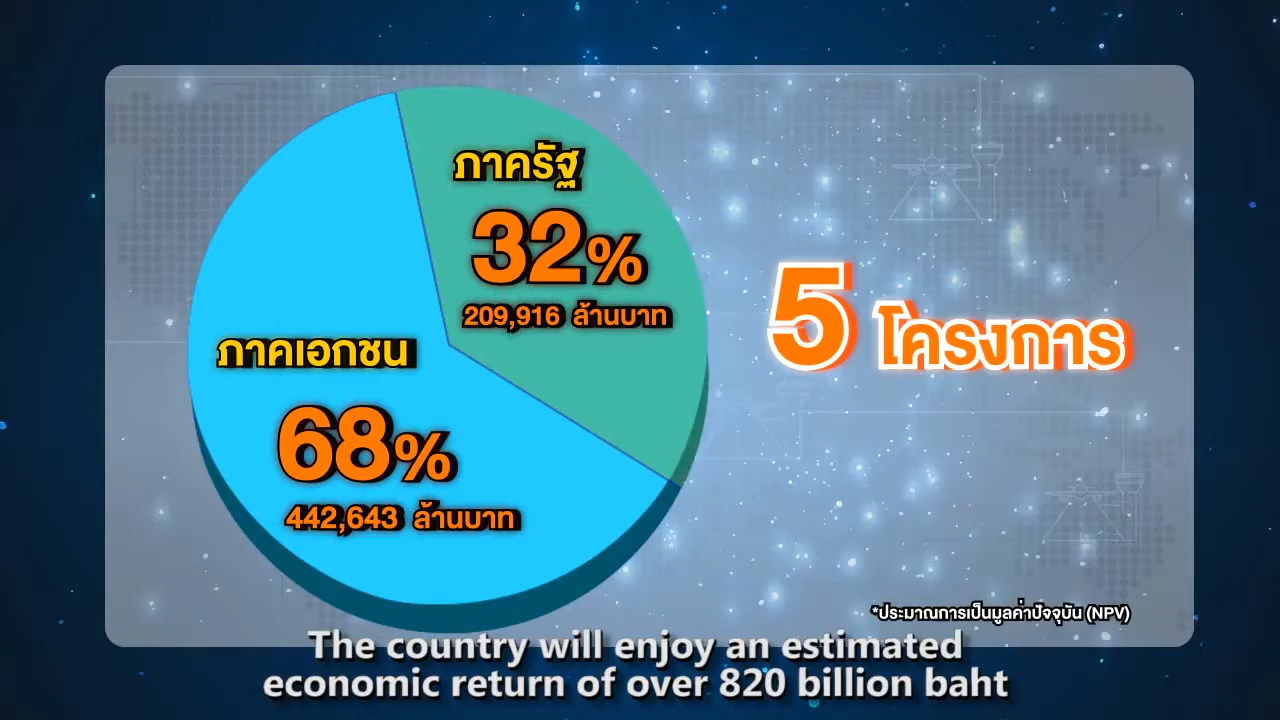 ภาครัฐ
32%
209,916 ล้านบาท
ภาคเอกชน
68%
442,643 ล้านบาท
5 โครงการ
*ประมาณการเป็นมูลค่าปัจจุบัน (NPV)
The country will enjoy an estimated
economic return of over 820 billion baht